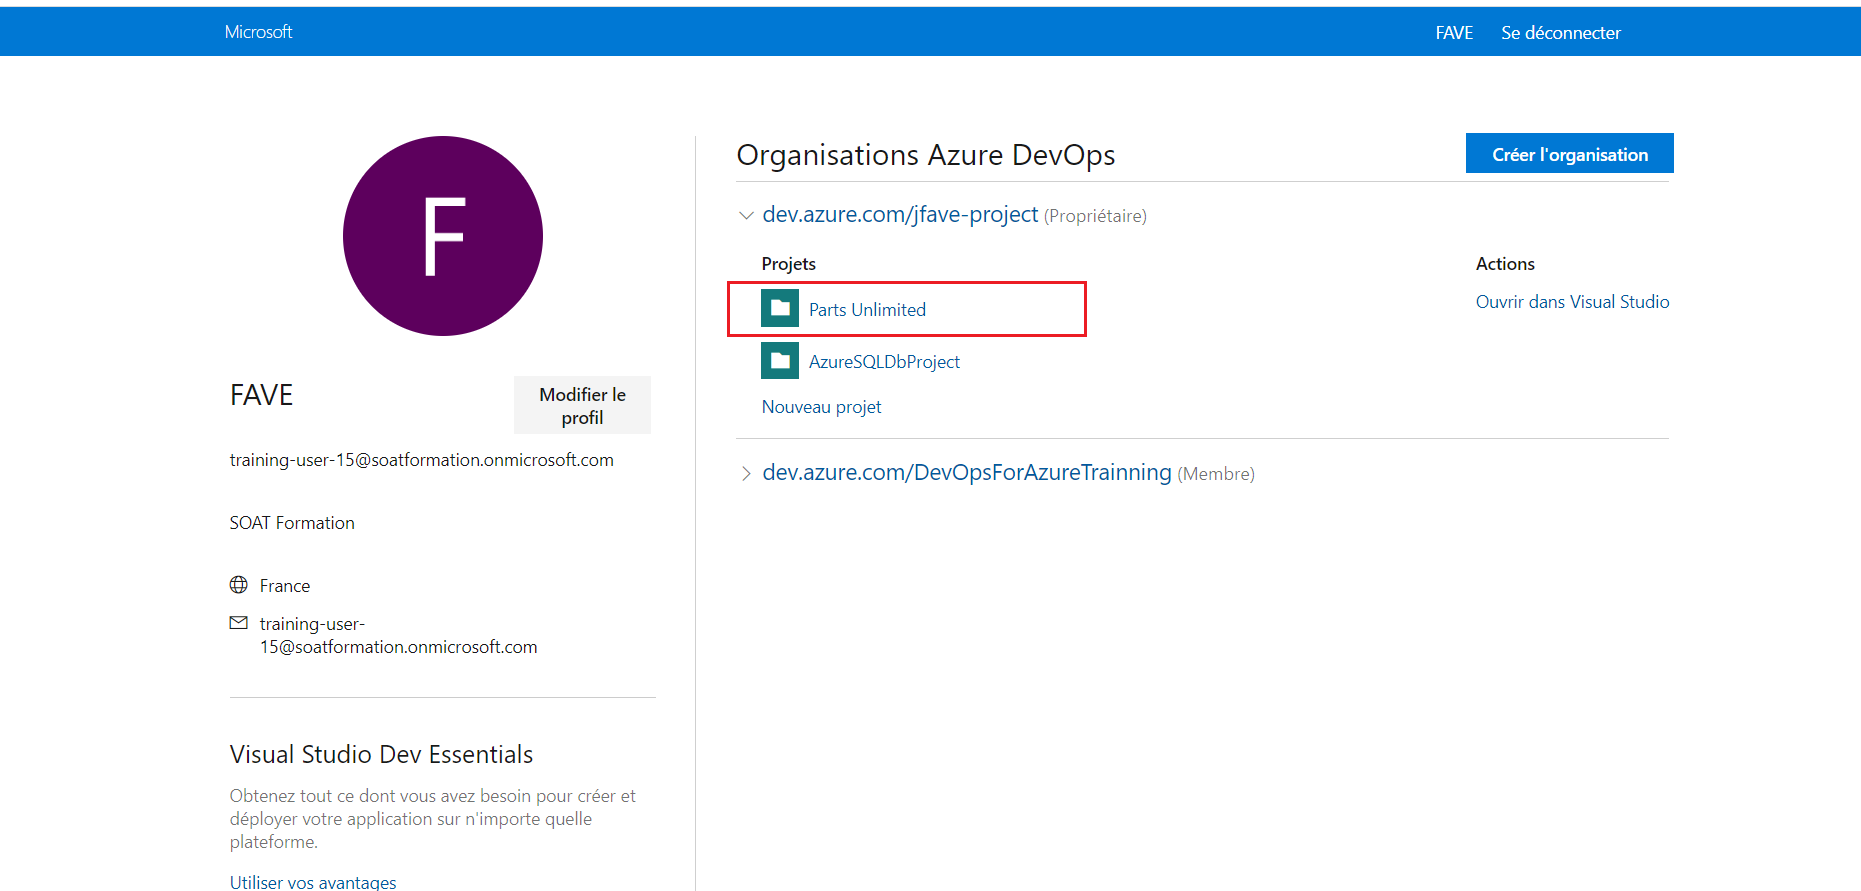 Microsoft
FAVE Se déconnecter
F
FAVE
Modifier le
profil
training-user-15@soatformation.onmicrosoft.com
SOAT Formation
France
training-user-
15@soatformation.onmicrosoft.com
Visual Studio Dev Essentials
Obtenez tout ce dont vous avez besoin pour créer et
déployer votre application sur n'importe quelle
plateforme.
Utiliser vos avantages
Organisations Azure DevOps
Créer l'organisation
dev.azure.com/jfave-project (Propriétaire)
Projets
Parts Unlimited
AzureSQLDbProject
Nouveau projet
Actions
Ouvrir dans Visual Studio
dev.azure.com/DevOpsForAzureTrainning (Membre)